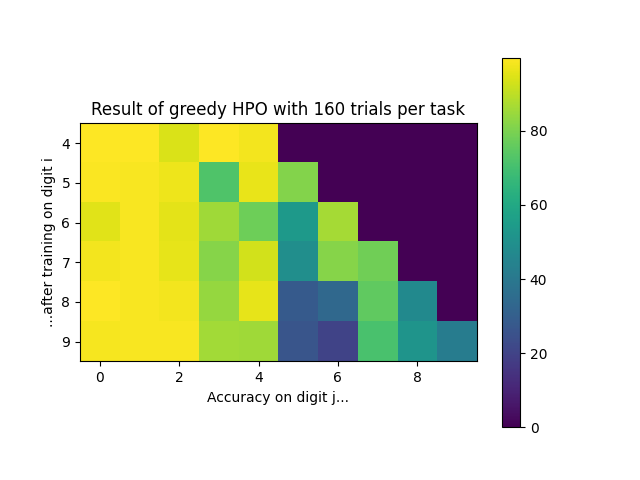 Result of greedy HPO with 160 trials per task
...after training on digit i
4
5
6
7
8
9
0 2 4 6 8
Accuracy on digit j...
80
60
40
20
0